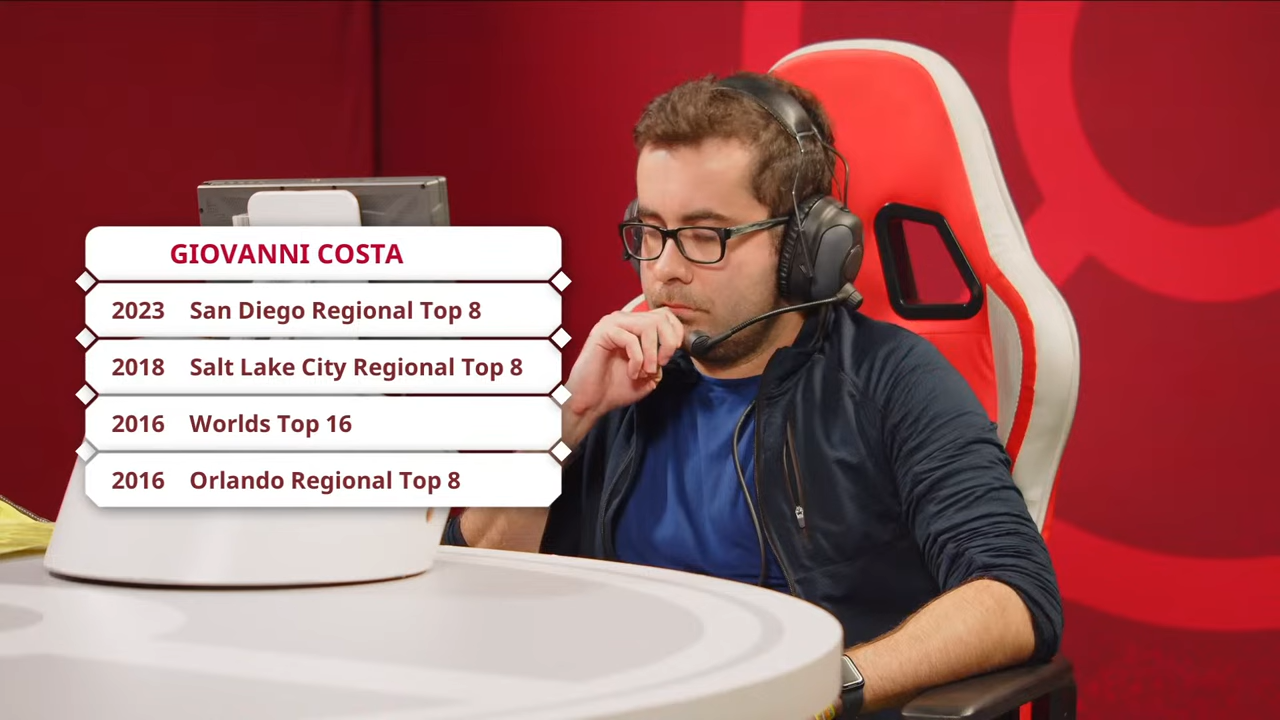 GIOVANNI COSTA
2023 San Diego Regional Top 8
2018 Salt Lake City Regional Top 8
2016 Worlds Top 16
2016 Orlando Regional Top 8